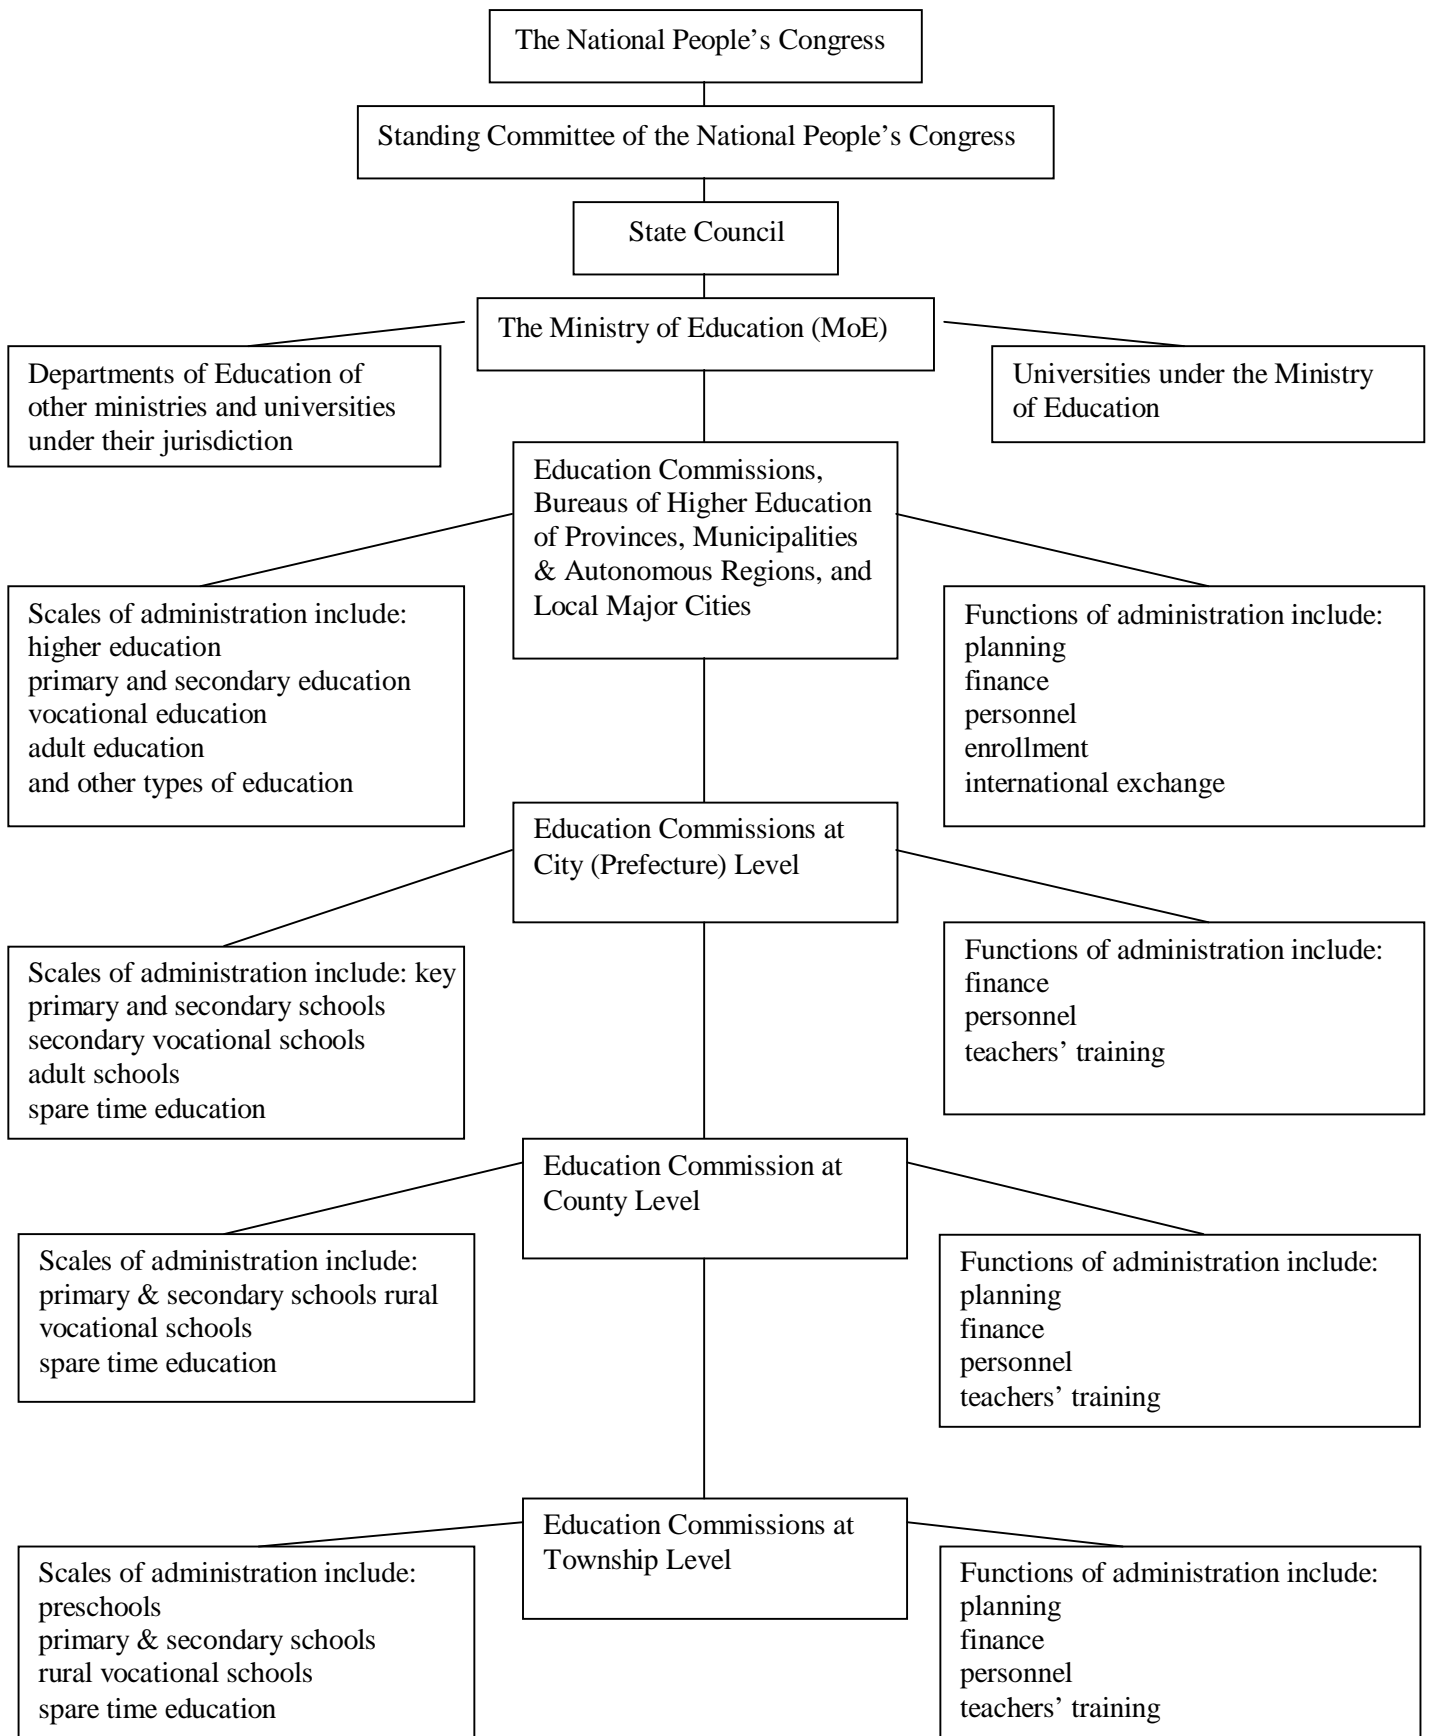 The National People’s Congress
Standing Committee of the National People’s Congress
State Council
The Ministry of Education (MoE)
Departments of Education of
other ministries and universities
under their jurisdiction
Universities under the Ministry
of Education
Education Commissions,
Bureaus of Higher Education
of Provinces, Municipalities
& Autonomous Regions, and
Local Major Cities
Scales of administration include:
higher education
primary and secondary education
vocational education
adult education
and other types of education
Functions of administration include:
planning
finance
personnel
enrollment
international exchange
Education Commissions at
City (Prefecture) Level
Scales of administration include: key
primary and secondary schools
secondary vocational schools
adult schools
spare time education
Functions of administration include:
finance
personnel
teachers’ training
Education Commission at
County Level
Scales of administration include:
primary & secondary schools rural
vocational schools
spare time education
Functions of administration include:
planning
finance
personnel
teachers’ training
Education Commissions at
Township Level
Scales of administration include:
preschools
primary & secondary schools
rural vocational schools
spare time education
Functions of administration include:
planning
finance
personnel
teachers’ training